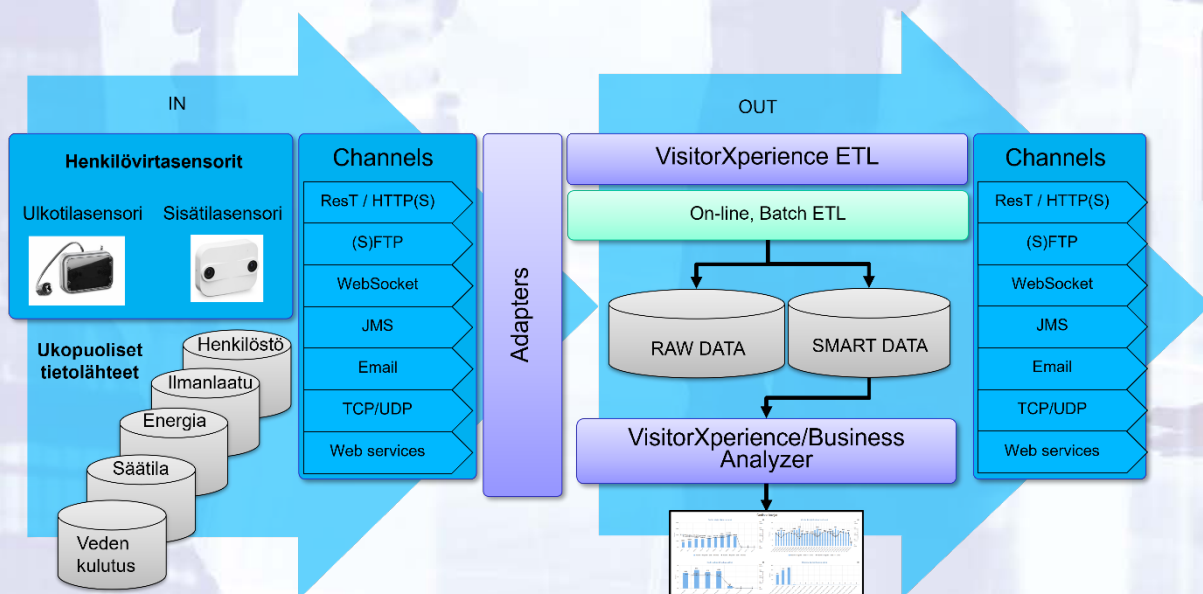 IN
Henkilövirtasensorit
Ulkotilasensori
Sisätilasensori
Ukopuoliset
tietolähteet
Henkilöstö
Ilmanlaatu
Energia
Säätila
Veden
kulutus
Channels
ResT / HTTP(S)
(S)FTP
WebSocket
JMS
Email
TCP/UDP
Web services
Adapters
OUT
VisitorXperience ETL
On-line, Batch ETL
RAW DATA
SMART DATA
VisitorXperience/Business
Analyzer
Channels
ResT / HTTP(S)
(S)FTP
WebSocket
JMS
Email
TCP/UDP
Web services